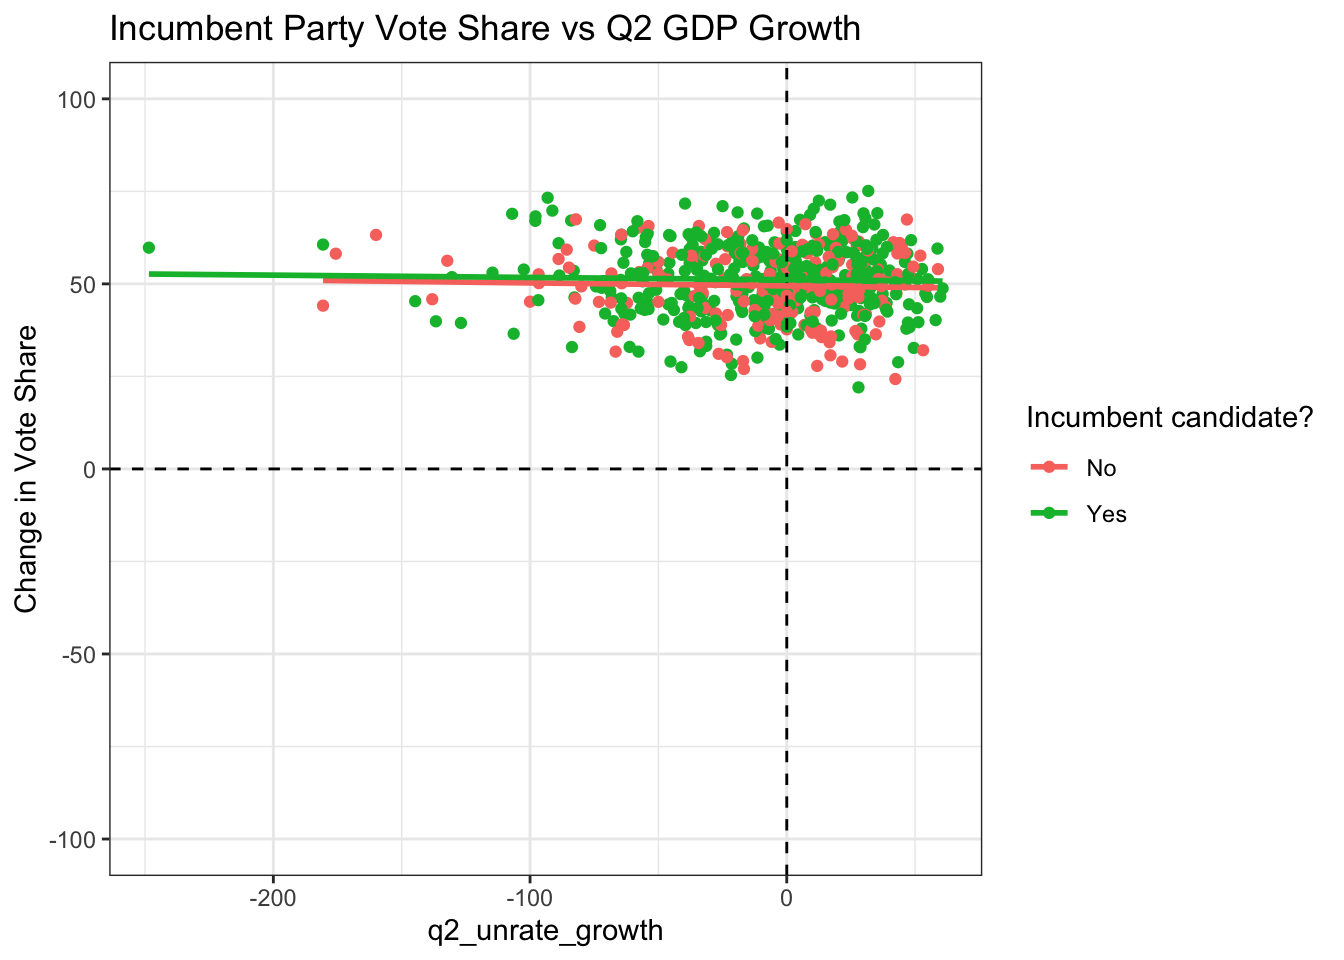 Incumbent Party Vote Share vs Q2 GDP Growth
Change in Vote Share
100
50
0
-50
-100
-200
-100
0
q2_unrate_growth
Incumbent candidate?
No
Yes